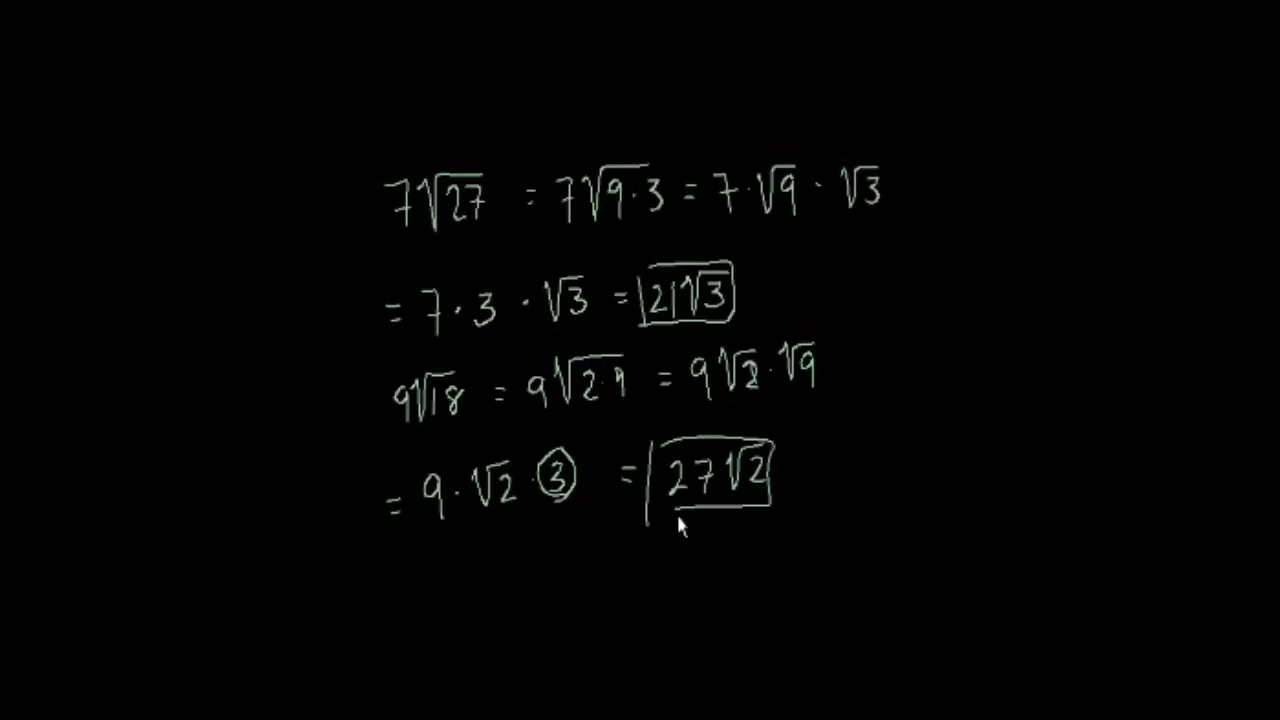 7√27 = 7√9·3 = 7·√9 · √3
= 7·3 · √3 = 21√3
9√18 = 9√2·9 = 9√2·√9
= 9·√2·3 = 27√2